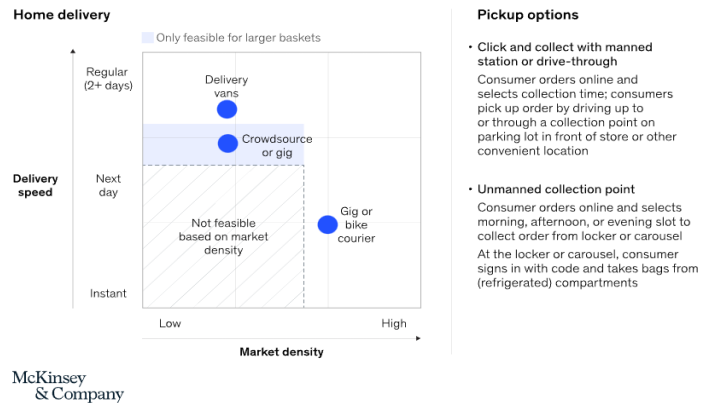 Home delivery
Only feasible for larger baskets
Regular
(2+ days)
Delivery
vans
Crowdsource
or gig
Delivery
speed
Next
day
Not feasible
based on market
density
Gig or
bike
courier
Instant
Low
High
Market density
McKinsey
& Company
Pickup options
• Click and collect with manned
station or drive-through
Consumer orders online and
selects collection time; consumers
pick up order by driving up to
or through a collection point on
parking lot in front of store or other
convenient location
• Unmanned collection point
Consumer orders online and selects
morning, afternoon, or evening slot to
collect order from locker or carousel
At the locker or carousel, consumer
signs in with code and takes bags from
(refrigerated) compartments